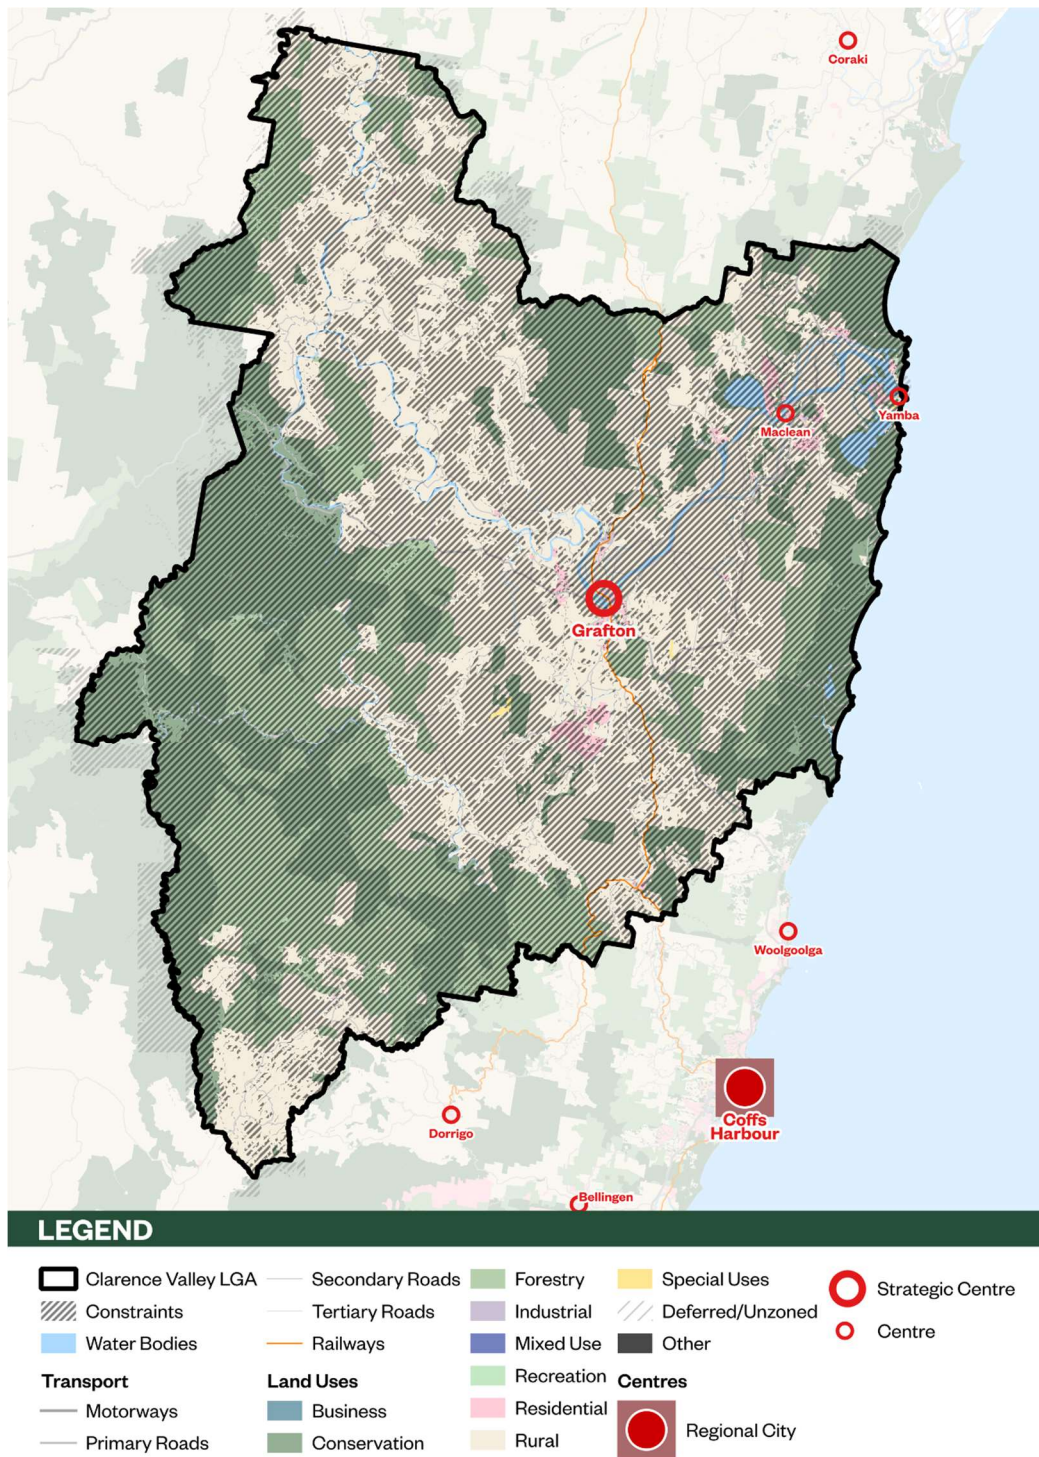 Coraki
Yamba
Maclean
Grafton
Woolgoolga
Coffs
Harbour
Dorrigo
Bellingen
LEGEND
Clarence Valley LGA
Constraints
Water Bodies
Transport
Motorways
Primary Roads
Secondary Roads
Tertiary Roads
Railways
Land Uses
Business
Conservation
Forestry
Industrial
Mixed Use
Recreation
Residential
Rural
Special Uses
Deferred/Unzoned
Other
Centres
Regional City
Strategic Centre
Centre